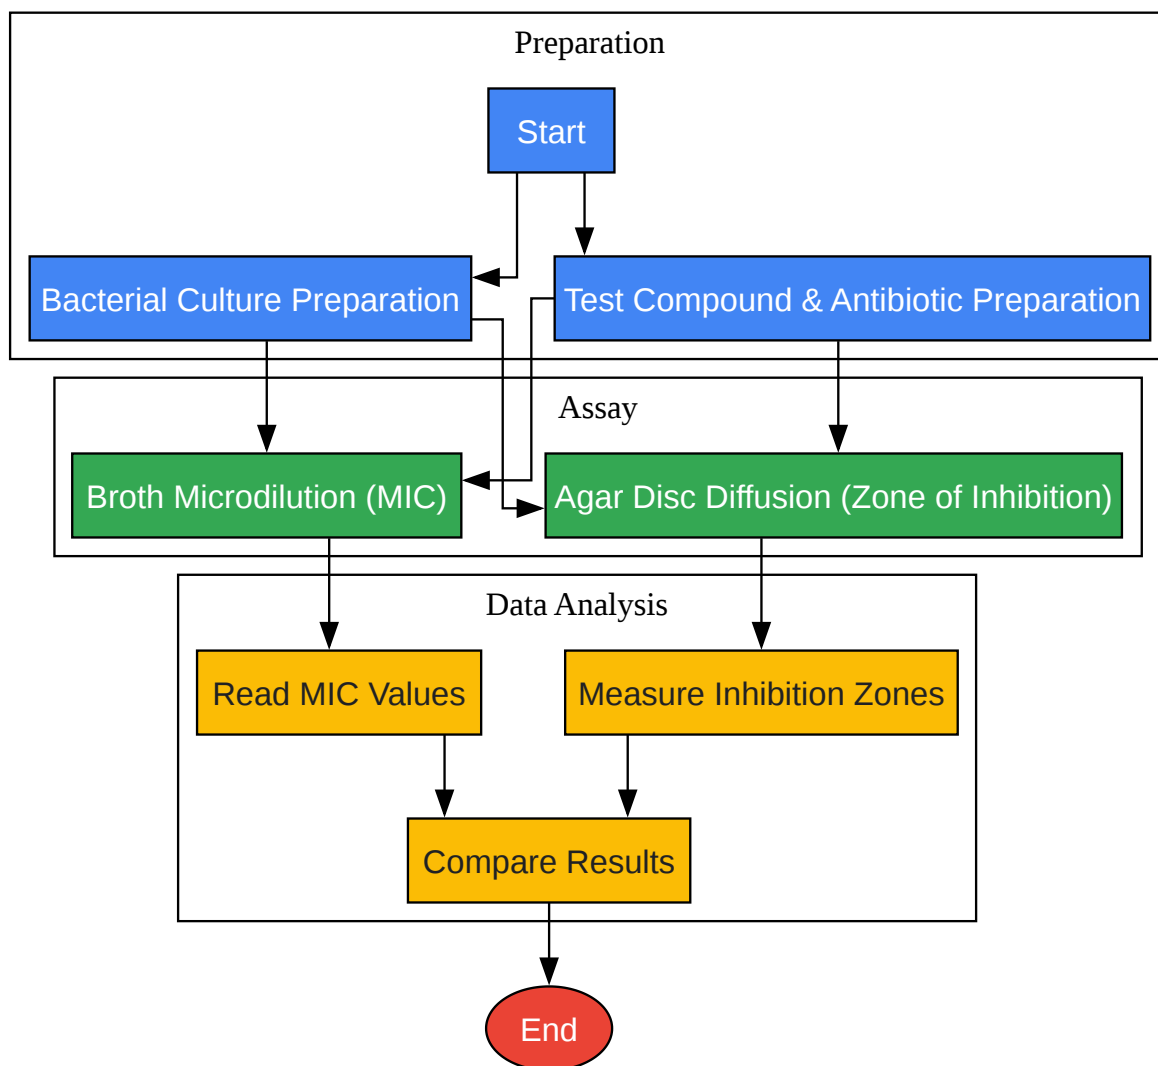 Preparation
Start
Bacterial Culture Preparation
Test Compound & Antibiotic Preparation
Assay
Broth Microdilution (MIC)
Agar Disc Diffusion (Zone of Inhibition)
Data Analysis
Read MIC Values
Measure Inhibition Zones
Compare Results
End